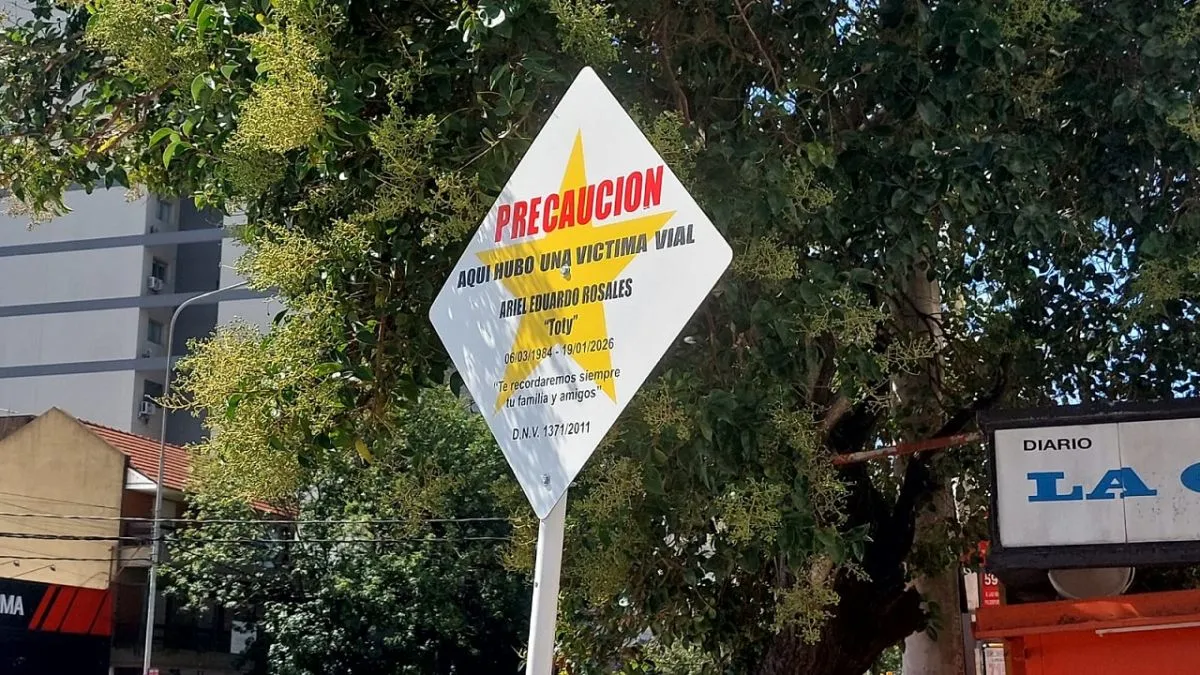 PRECAUCION
AQUI HUBO UNA VICTIMA VIAL
ARIEL EDUARDO ROSALES
"Toty"
06/03/1984 - 19/01/2026
"Te recordaremos siempre
tu familia y amigos"
D.N.V. 1371/2011
DIARIO
LA
MA
59